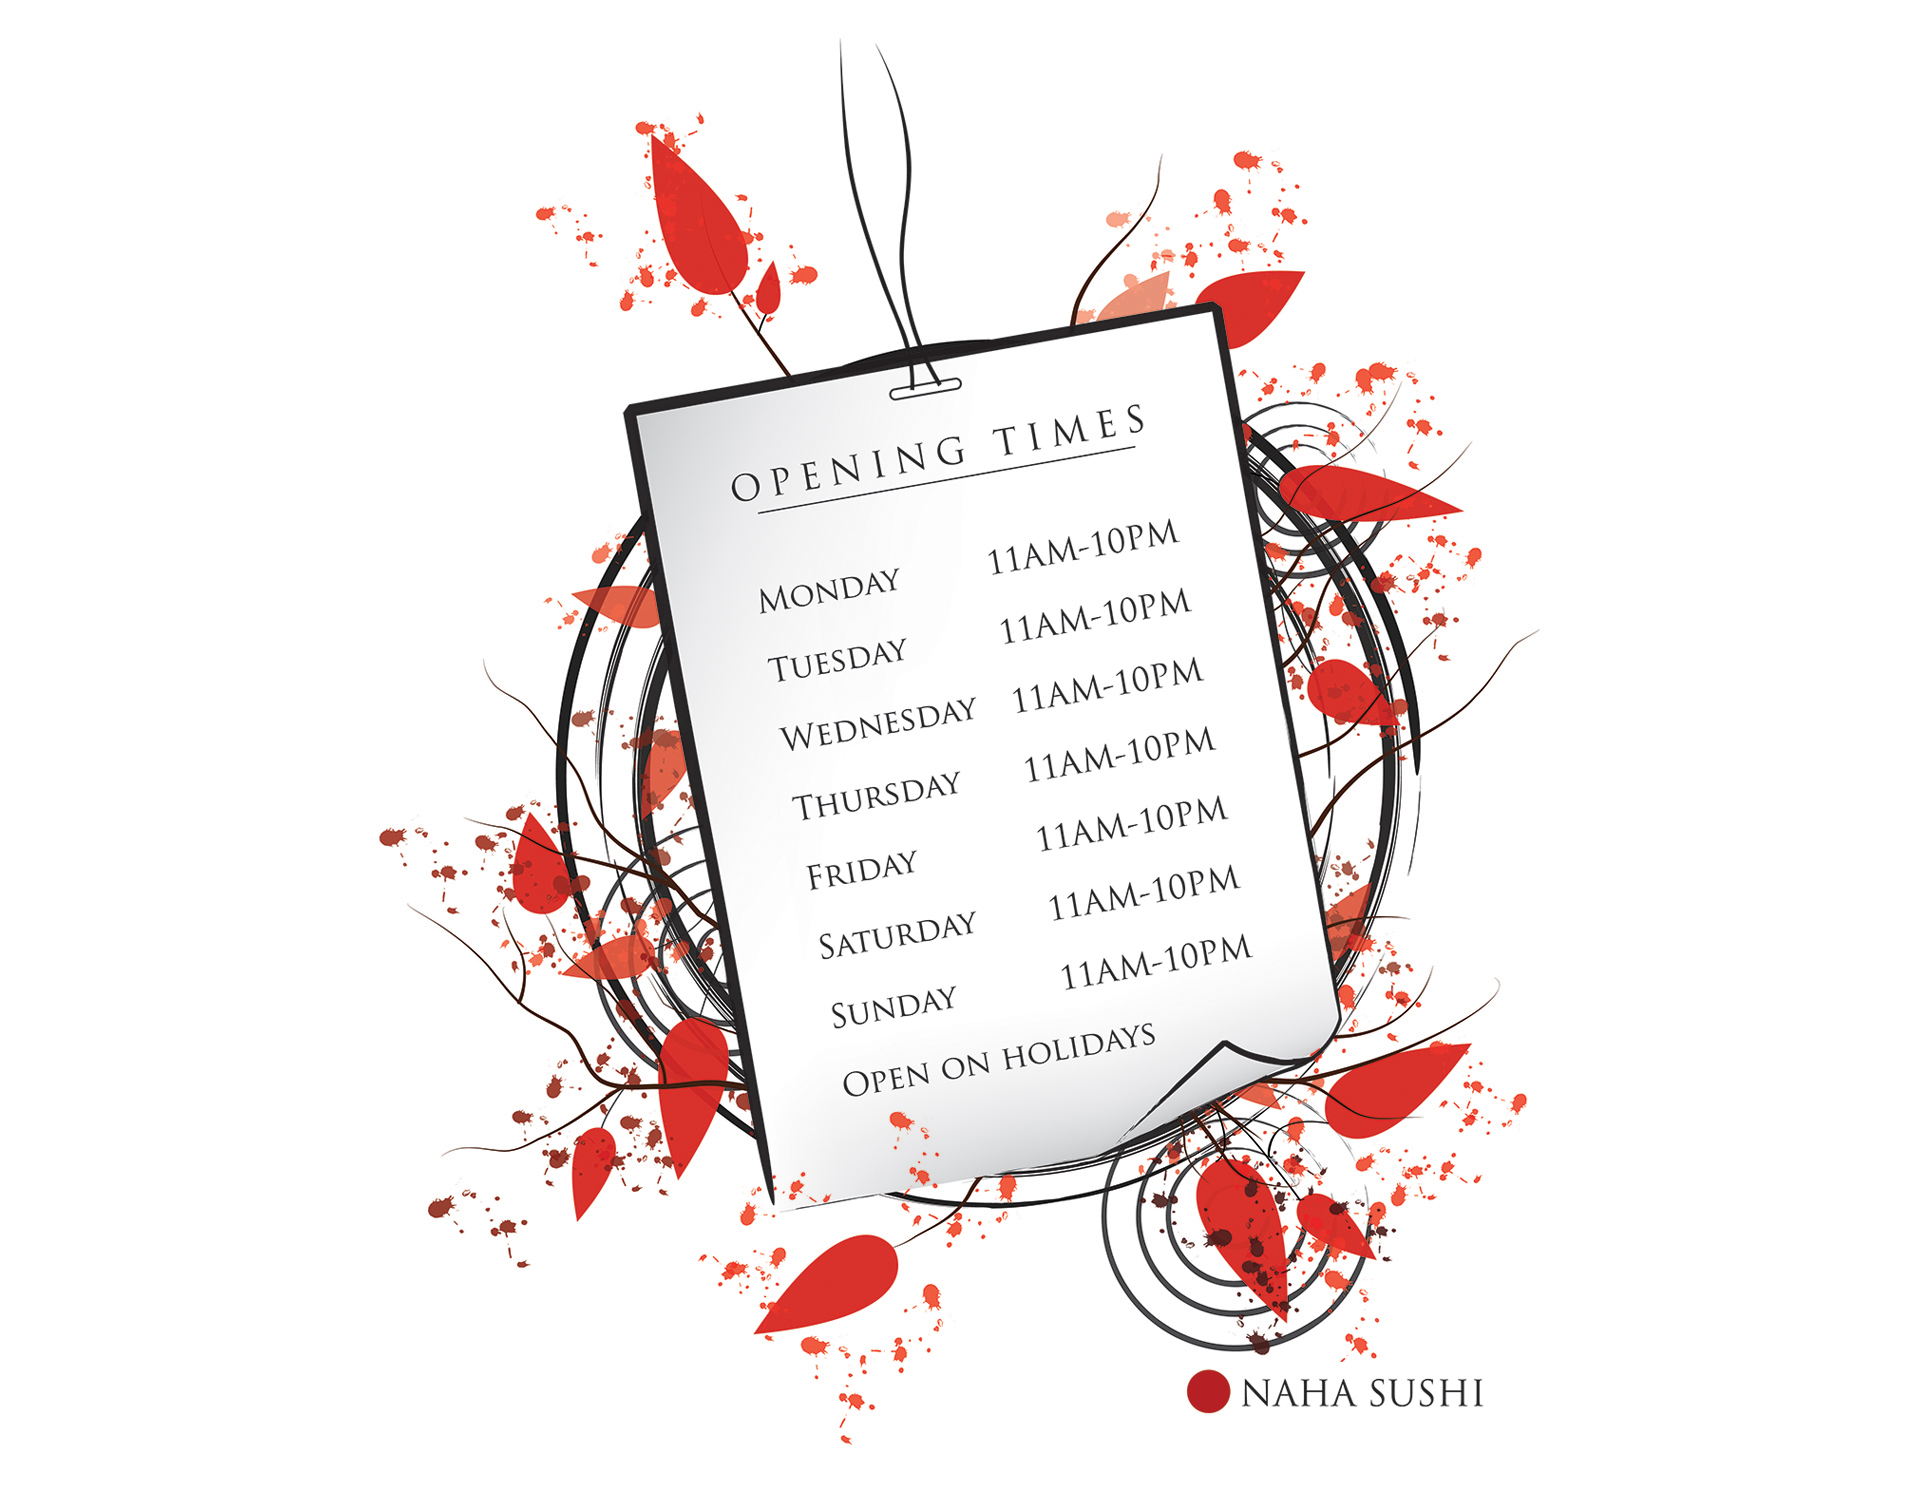 OPENING TIMES
MONDAY 11AM-10PM
TUESDAY 11AM-10PM
WEDNESDAY 11AM-10PM
THURSDAY 11AM-10PM
FRIDAY 11AM-10PM
SATURDAY 11AM-10PM
SUNDAY 11AM-10PM
OPEN ON HOLIDAYS
NAHA SUSHI